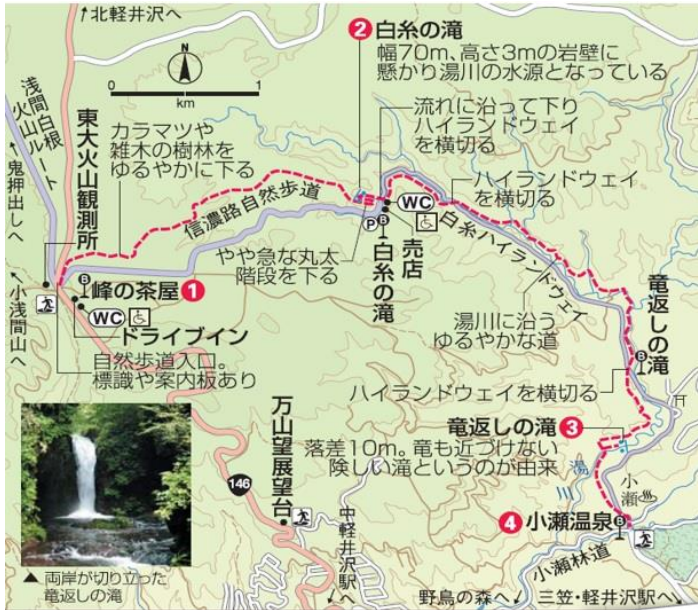 北軽井沢へ
浅間白根
火山ルート
鬼押出しへ
東大火山観測所
小浅間山へ
0
1
km
カラマツや
雑木の樹林を
ゆるやかに下る
2 白糸の滝
幅70m、高さ3mの岩壁に
懸かり湯川の水源となっている
流れに沿って下り
ハイランドウェイ
を横切る
ハイランドウェイ
を横切る
信濃路自然歩道
やや急な丸太
階段を下る
WC
P
B
売店
白糸の滝
白糸ハイランドウェイ
B
峰の茶屋 1
WC
ドライブイン
自然歩道入口。
標識や案内板あり
湯川に沿う
ゆるやかな道
竜返しの滝
B
ハイランドウェイを横切る
竜返しの滝 3
落差10m。竜も近づけない
険しい滝というのが由来
万山望展望台
146
湯川
小瀬
4 小瀬温泉
B
小瀬林道
中軽井沢駅へ
野鳥の森へ
三笠・軽井沢駅へ
▲ 両岸が切り立った
竜返しの滝